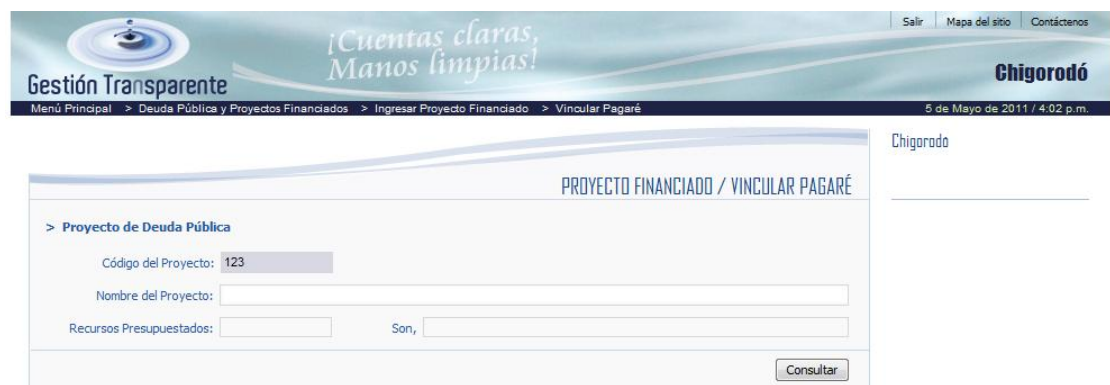 Salir Mapa del sitio Contáctenos
¡Cuentas claras,
Manos limpias!
Chigorodó
Gestión Transparente
Menú Principal > Deuda Pública y Proyectos Financiados > Ingresar Proyecto Financiado > Vincular Pagaré 5 de Mayo de 2011 / 4:02 p.m.
Chigorodo
PROYECTO FINANCIADO / VINCULAR PAGARÉ
> Proyecto de Deuda Pública
Código del Proyecto: 123
Nombre del Proyecto:
Recursos Presupuestados: Son,
Consultar